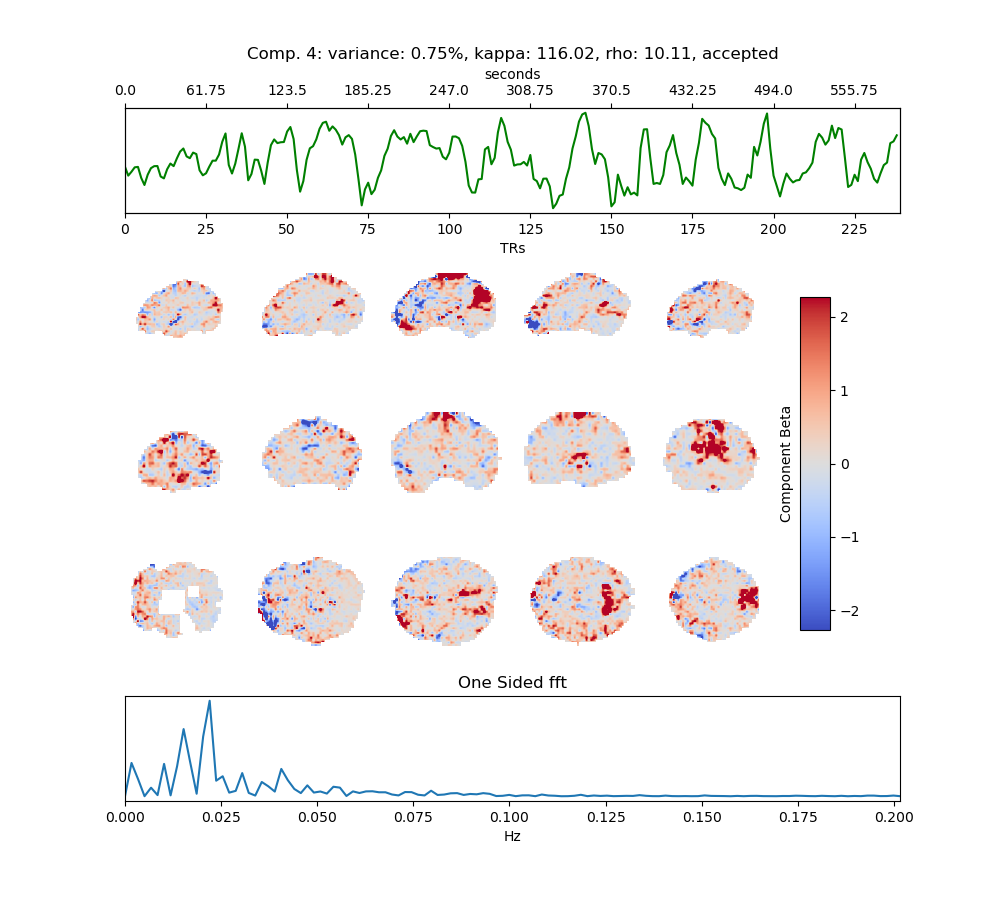 Comp. 4: variance: 0.75%, kappa: 116.02, rho: 10.11, accepted
seconds
0.0 61.75 123.5 185.25 247.0 308.75 370.5 432.25 494.0 555.75
0 25 50 75 100 125 150 175 200 225
TRs
2
1
0
−1
−2
Component Beta
One Sided fft
0.000 0.025 0.050 0.075 0.100 0.125 0.150 0.175 0.200
Hz